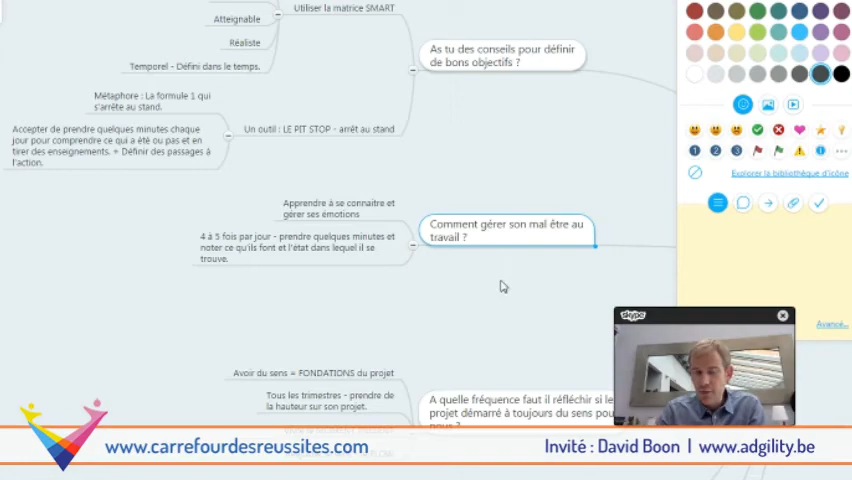 Utiliser la matrice SMART
Atteignable
Réaliste
Temporel - Défini dans le temps.
As tu des conseils pour définir
de bons objectifs ?
Métaphore : La formule 1 qui
s'arrête au stand.
Accepter de prendre quelques minutes chaque
jour pour comprendre ce qui a été ou pas et en
tirer des enseignements. + Définir des passages à
l'action.
Un outil : LE PIT STOP - arrêt au stand
Apprendre à se connaitre et
gérer ses émotions
4 à 5 fois par jour - prendre quelques minutes et
noter ce qu'ils font et l'état dans lequel il se
trouve.
Comment gérer son mal être au
travail ?
Avoir du sens = FONDATIONS du projet
Tous les trimestres - prendre de
la hauteur sur son projet.
A quelle fréquence faut il réfléchir si le
projet démarré à toujours du sens pou
1 2 3
Explorer la bibliothèque d'icône
Avancé...
skype
www.carrefourdesreussites.com
Invité : David Boon | www.adgility.be